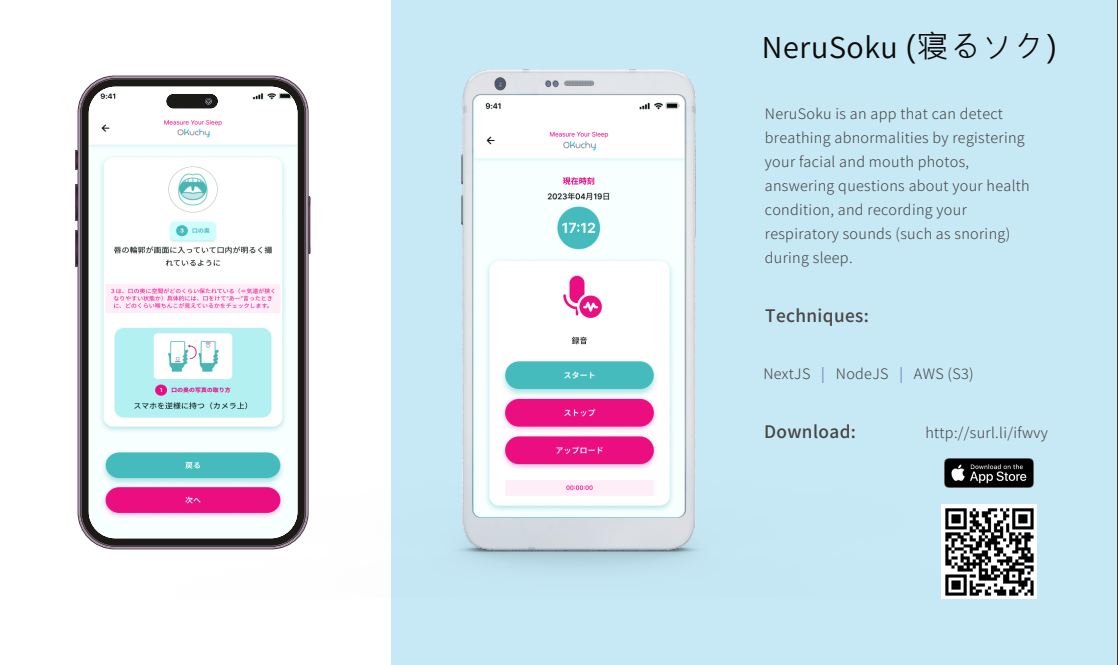 9:41
Measure Your Sleep
OKuchy
3 口の奥
唇の輪郭が画面に入っていて口内が明るく撮
れているように
３は、口の奥に空間がどのくらい保たれている（＝気道が狭く
なりやすい状態か）具体的には、口をけて"あー"言ったとき
に、どのくらい喉ちんこが見えているかをチェックします。
1 口の奥の写真の取り方
スマホを逆様に持つ（カメラ上）
戻る
次へ
9:41
Measure Your Sleep
OKuchy
現在時刻
2023年04月19日
17:12
録音
スタート
ストップ
アップロード
00:00:00
NeruSoku (寝るソク)
NeruSoku is an app that can detect
breathing abnormalities by registering
your facial and mouth photos,
answering questions about your health
condition, and recording your
respiratory sounds (such as snoring)
during sleep.
Techniques:
NextJS | NodeJS | AWS (S3)
Download: http://surl.li/ifwvy
Download on the
App Store